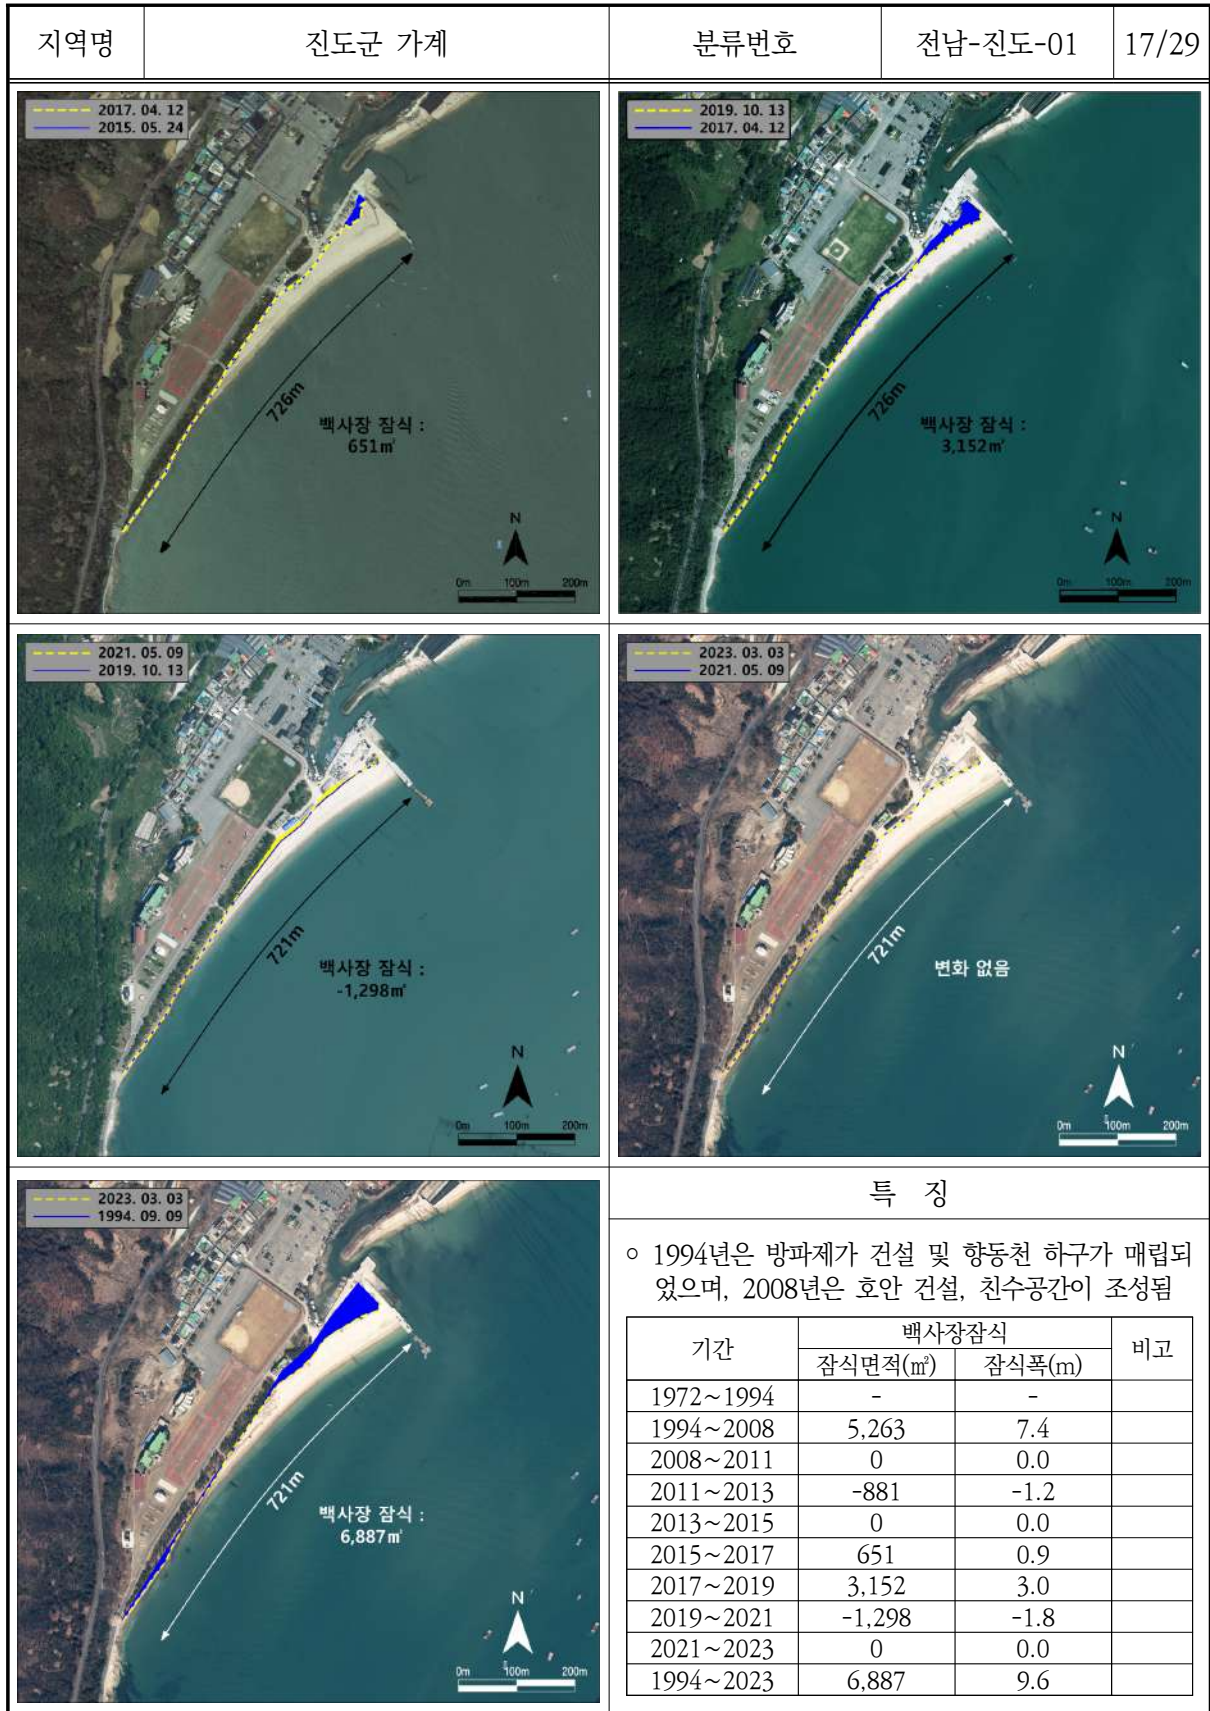 지역명 진도군 가계 분류번호 전남-진도-01 17/29
2017. 04. 12
2015. 05. 24
726m
백사장 잠식 :
651㎡
N
0m 100m 200m
2019. 10. 13
2017. 04. 12
726m
백사장 잠식 :
3,152㎡
N
0m 100m 200m
2021. 05. 09
2019. 10. 13
721m
백사장 잠식 :
-1,298㎡
N
0m 100m 200m
2023. 03. 03
2021. 05. 09
721m
변화 없음
N
0m 100m 200m
2023. 03. 03
1994. 09. 09
721m
백사장 잠식 :
6,887㎡
N
0m 100m 200m
특 징
○ 1994년은 방파제가 건설 및 향동천 하구가 매립되
었으며, 2008년은 호안 건설, 친수공간이 조성됨
기간 백사장잠식 비고
잠식면적(㎡) 잠식폭(m)
1972~1994 - -
1994~2008 5,263 7.4
2008~2011 0 0.0
2011~2013 -881 -1.2
2013~2015 0 0.0
2015~2017 651 0.9
2017~2019 3,152 3.0
2019~2021 -1,298 -1.8
2021~2023 0 0.0
1994~2023 6,887 9.6